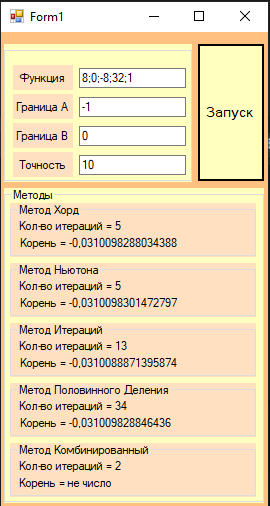 Form1
Функция 8;0;-8;32;1
Граница А -1
Граница В 0
Точность 10
Запуск
Методы
Метод Хорд
Кол-во итераций = 5
Корень = -0,0310098288034388
Метод Ньютона
Кол-во итераций = 5
Корень = -0,0310098301472797
Метод Итераций
Кол-во итераций = 13
Корень = -0,0310088871395874
Метод Половинного Деления
Кол-во итераций = 34
Корень = -0,0310098288464​36
Метод Комбинированный
Кол-во итераций = 2
Корень = не число